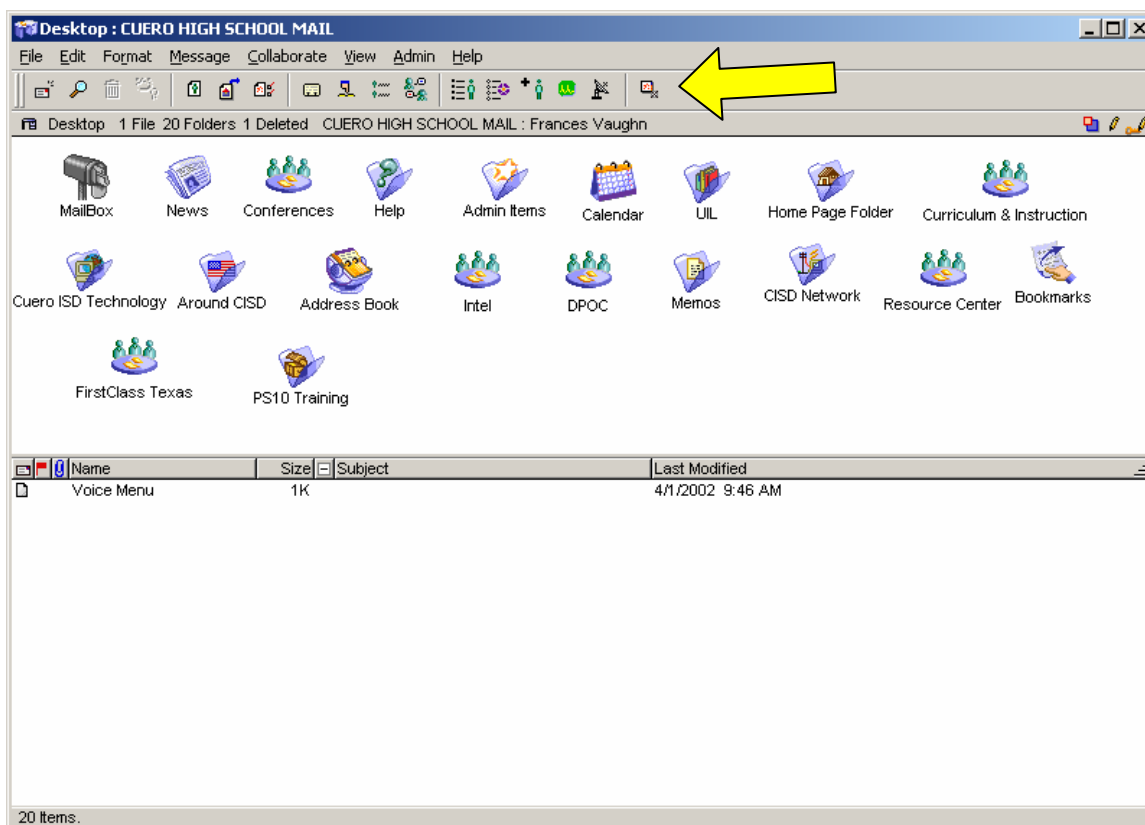 Desktop : CUERO HIGH SCHOOL MAIL
File Edit Format Message Collaborate View Admin Help
Desktop 1 File 20 Folders 1 Deleted CUERO HIGH SCHOOL MAIL : Frances Vaughn
MailBox News Conferences Help Admin Items Calendar UIL Home Page Folder Curriculum & Instruction
Cuero ISD Technology Around CISD Address Book Intel DPOC Memos CISD Network Resource Center Bookmarks
FirstClass Texas PS10 Training
Name Size Subject Last Modified
Voice Menu 1K 4/1/2002 9:46 AM
20 Items.